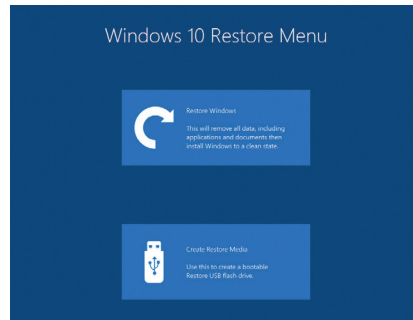 Windows 10 Restore Menu
Restore Windows
This will remove all data, including
applications and documents then
install Windows to a clean state.
Create Restore Media
Use this to create a bootable
Restore USB flash drive.